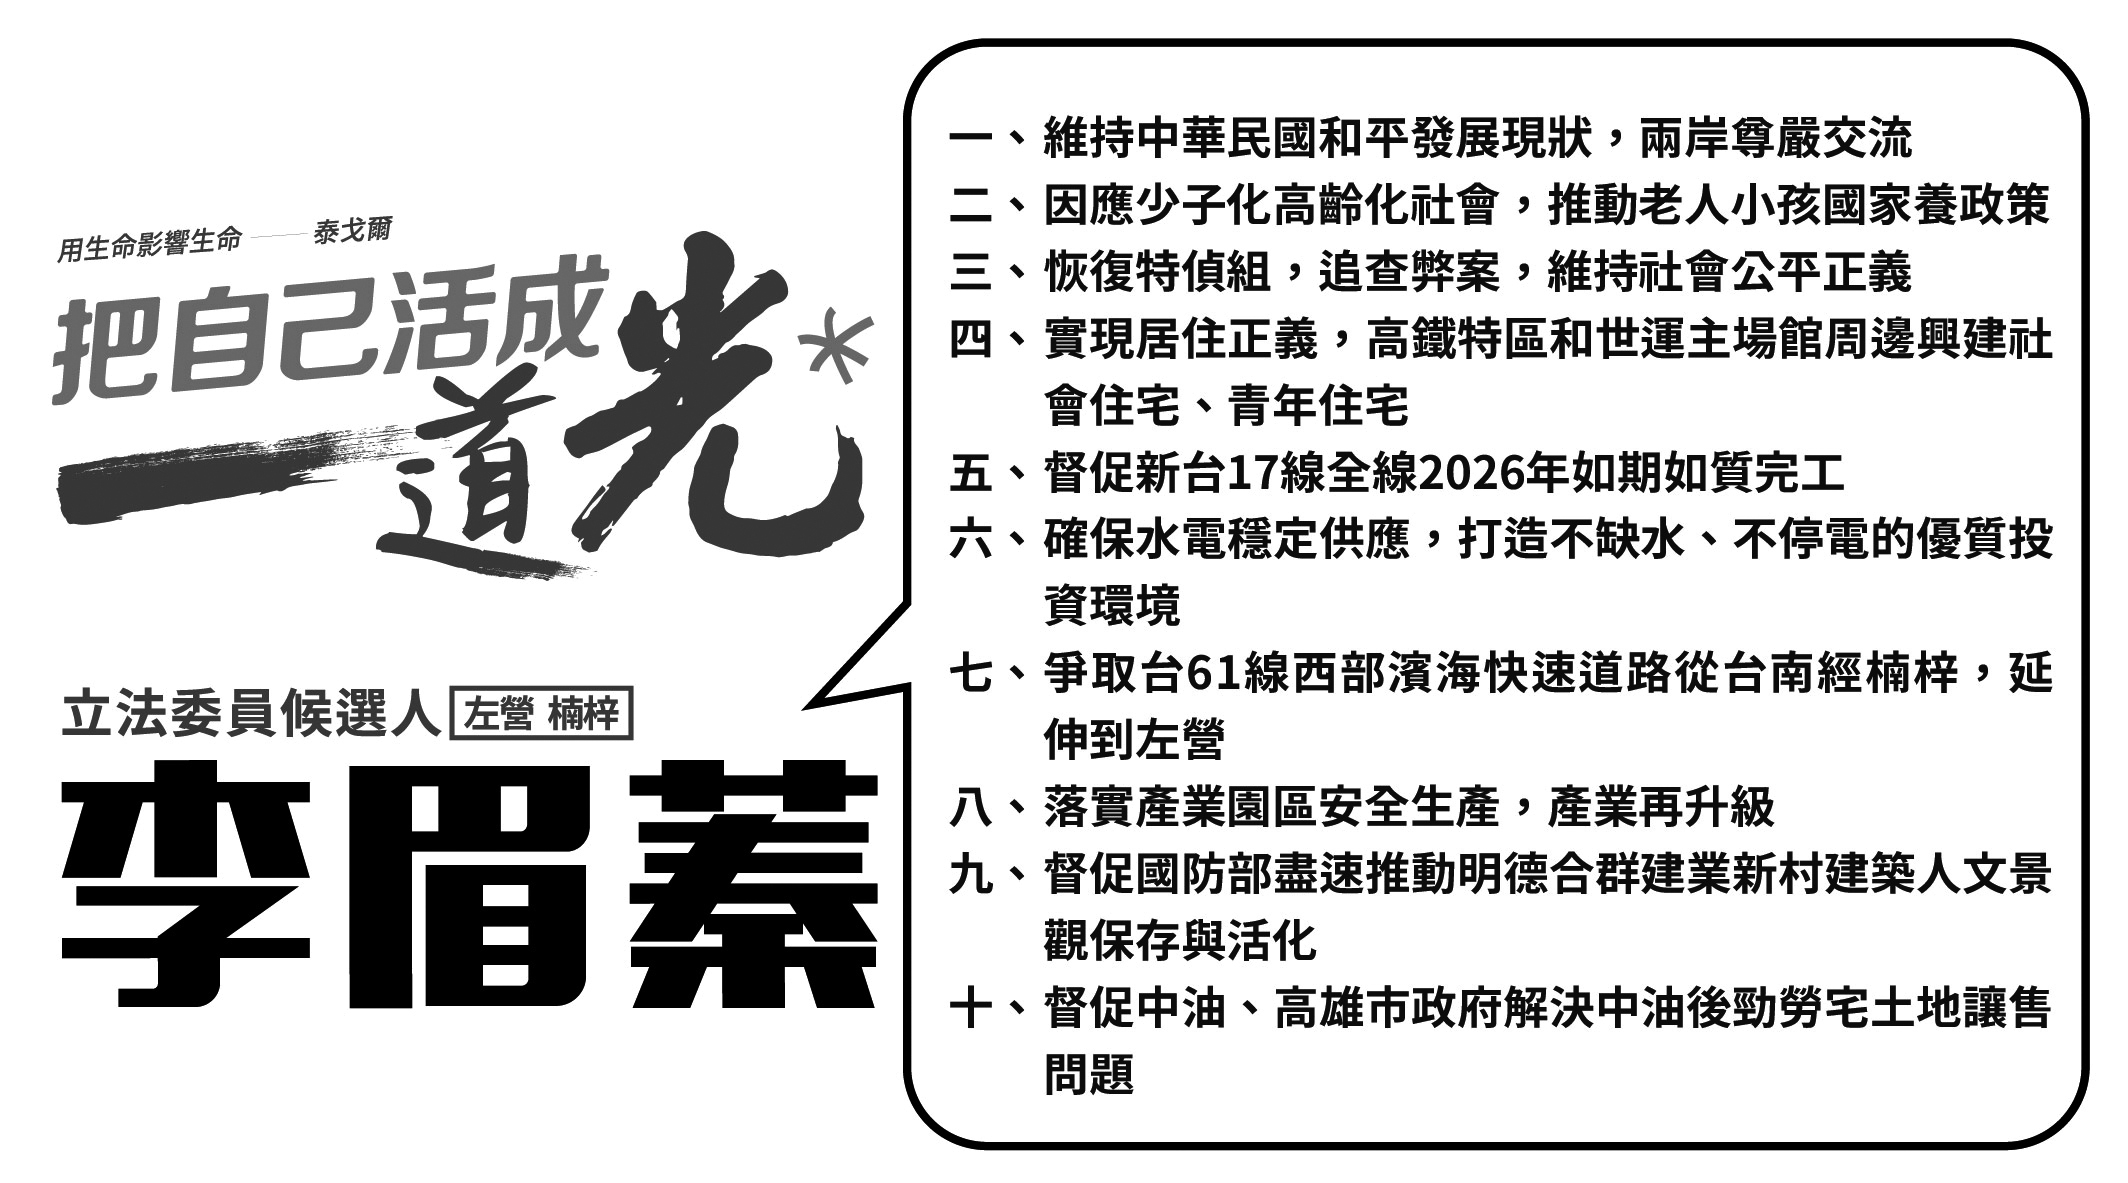 用生命影響生命 —— 泰戈爾
把自己活成
一道光
立法委員候選人 左營 楠梓
李眉蓁
一、維持中華民國和平發展現狀，兩岸尊嚴交流
二、因應少子化高齡化社會，推動老人小孩國家養政策
三、恢復特偵組，追查弊案，維持社會公平正義
四、實現居住正義，高鐵特區和世運主場館周邊興建社
會住宅、青年住宅
五、督促新台17線全線2026年如期如質完工
六、確保水電穩定供應，打造不缺水、不停電的優質投
資環境
七、爭取台61線西部濱海快速道路從台南經楠梓，延
伸到左營
八、落實產業園區安全生產，產業再升級
九、督促國防部盡速推動明德合群建業新村建築人文景
觀保存與活化
十、督促中油、高雄市政府解決中油後勁勞宅土地讓售
問題